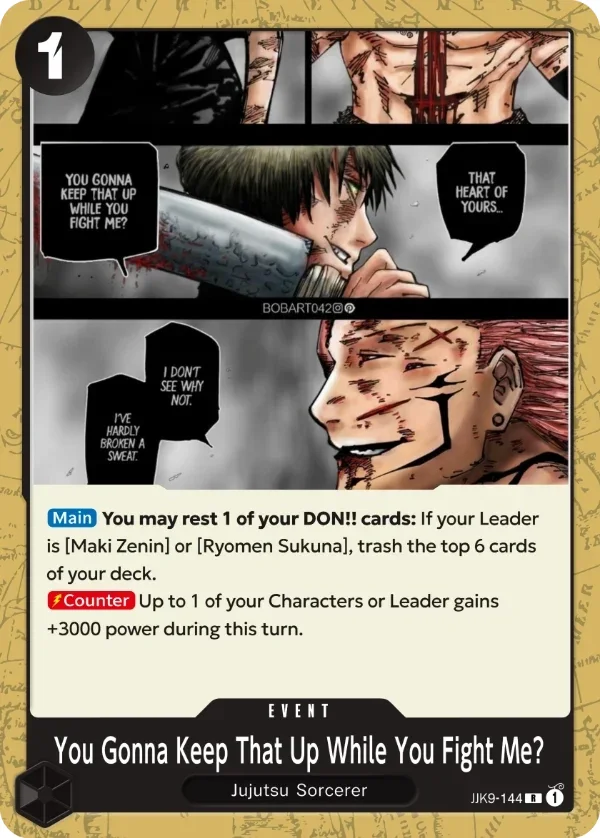 1
YOU GONNA
KEEP THAT UP
WHILE YOU
FIGHT ME?
THAT
HEART OF
YOURS...
BOBART042
I DON'T
SEE WHY
NOT.
I'VE
HARDLY
BROKEN A
SWEAT.
Main You may rest 1 of your DON!! cards: If your Leader
is [Maki Zenin] or [Ryomen Sukuna], trash the top 6 cards
of your deck.
Counter Up to 1 of your Characters or Leader gains
+3000 power during this turn.
EVENT
You Gonna Keep That Up While You Fight Me?
Jujutsu Sorcerer
JJK9-144 R 1